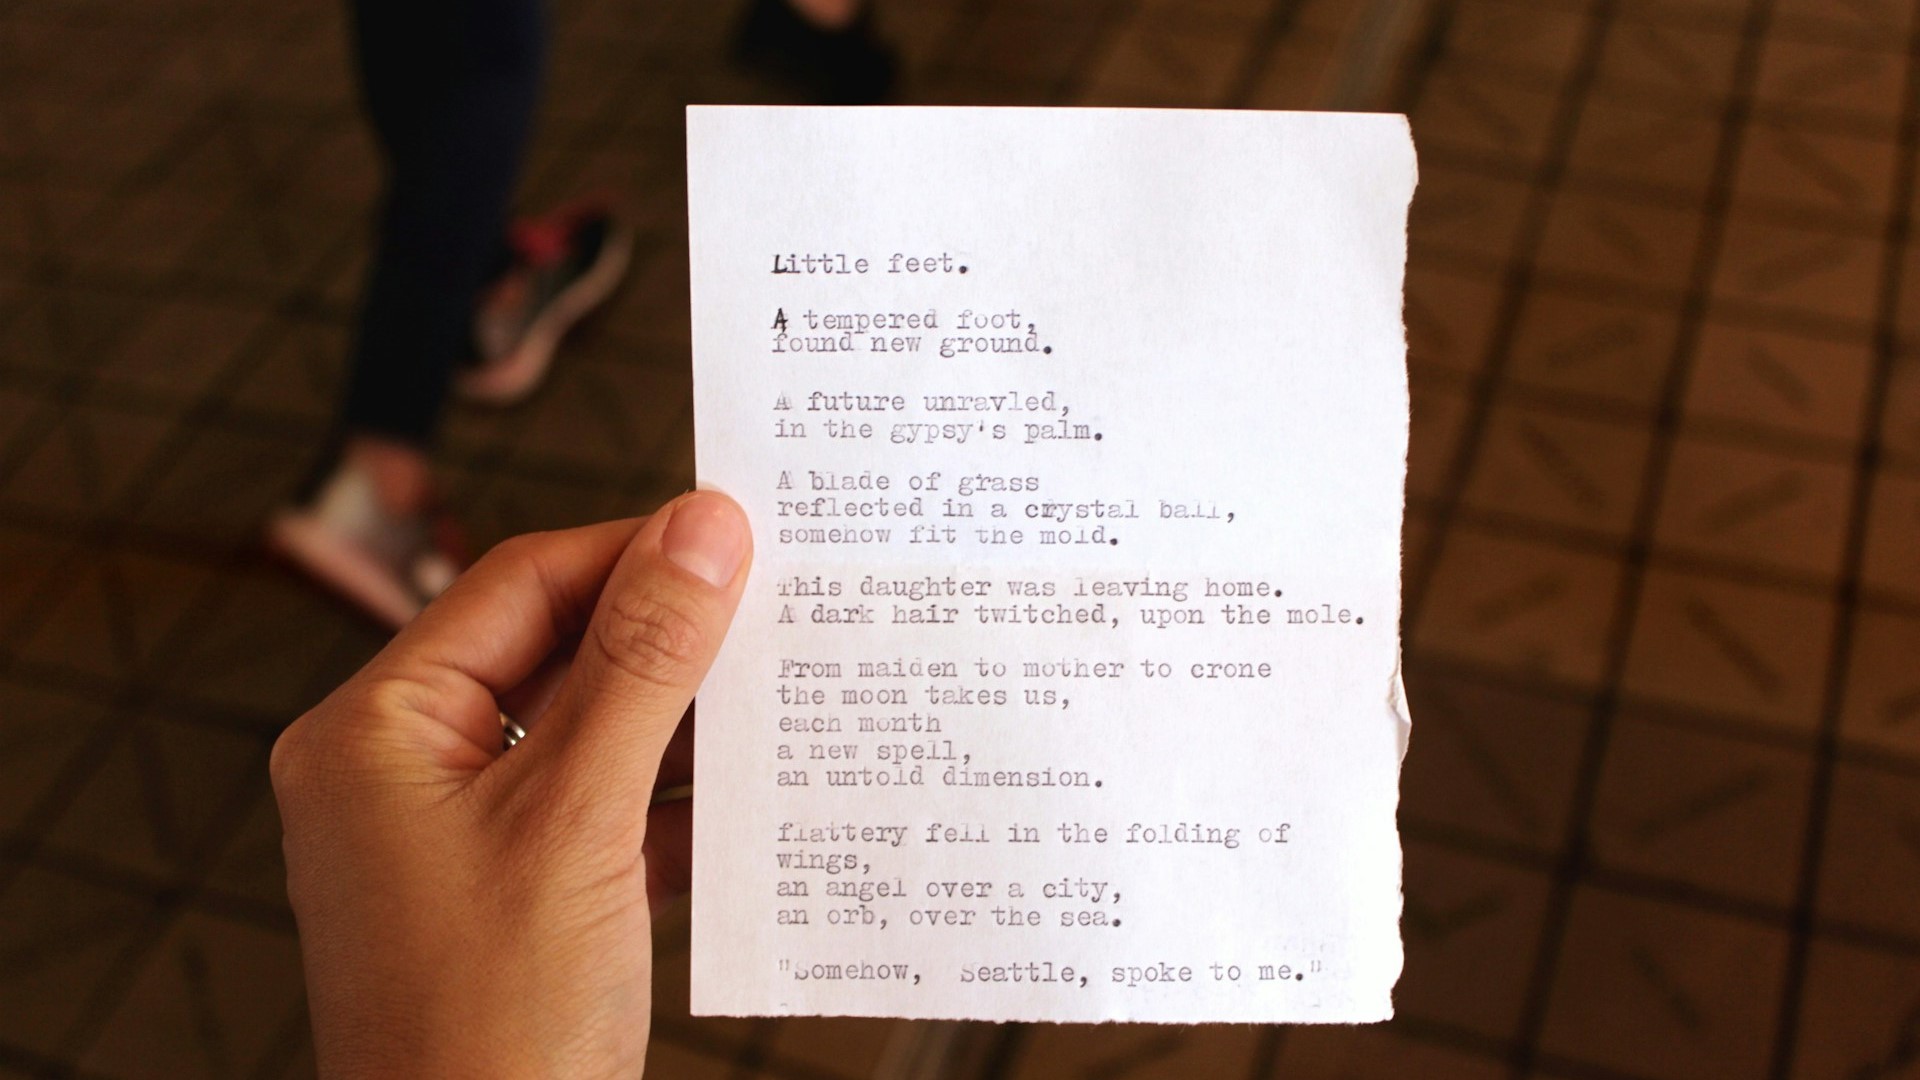 Little feet.
A tempered foot,
found new ground.
A future unravled,
in the gypsy's palm.
A blade of grass
reflected in a crystal ball,
somehow fit the mold.
This daughter was leaving home.
A dark hair twitched, upon the mole.
From maiden to mother to crone
the moon takes us,
each month
a new spell,
an untold dimension.
flattery fell in the folding of
wings,
an angel over a city,
an orb, over the sea.
"Somehow,  Seattle, spoke to me."